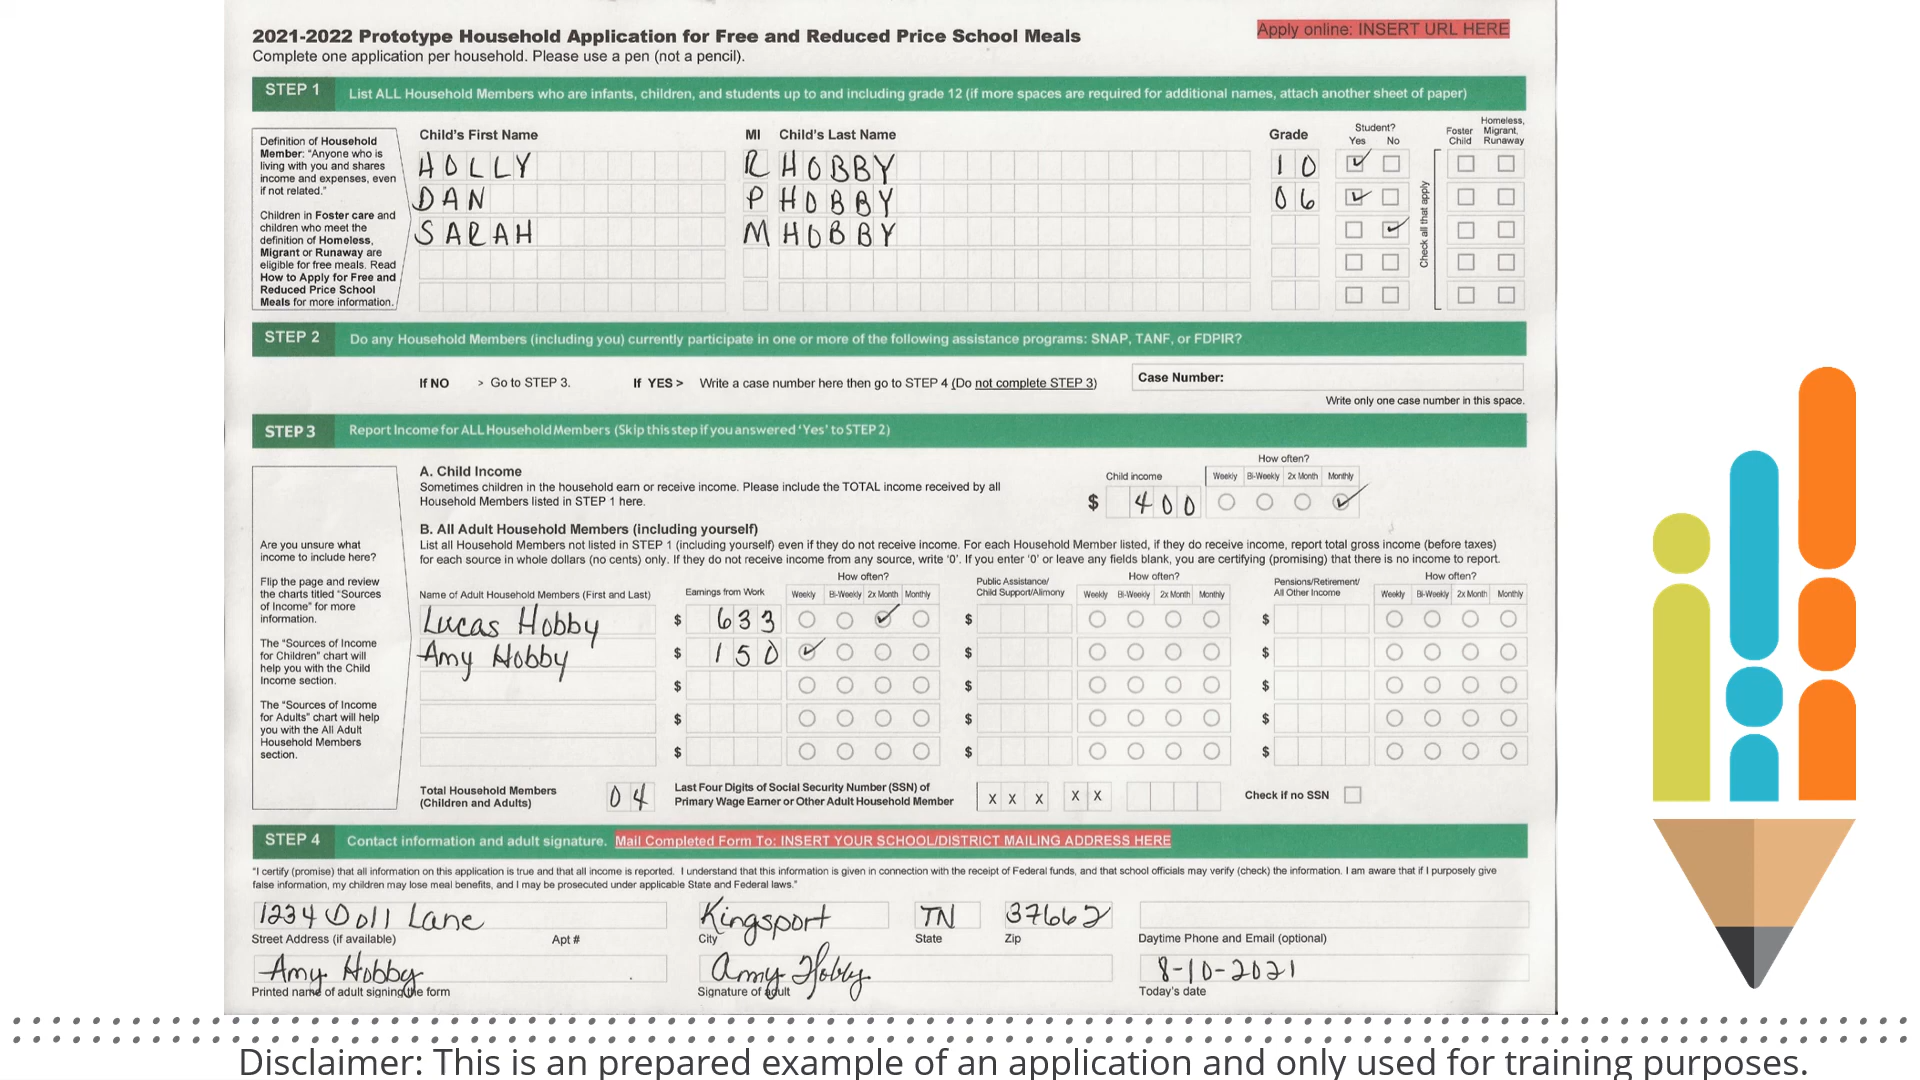 2021-2022 Prototype Household Application for Free and Reduced Price School Meals
Apply online: INSERT URL HERE
Complete one application per household. Please use a pen (not a pencil).
STEP 1 List ALL Household Members who are infants, children, and students up to and including grade 12 (if more spaces are required for additional names, attach another sheet of paper)
Definition of Household
Member: “Anyone who is
living with you and shares
income and expenses, even
if not related.”
Children in Foster care and
children who meet the
definition of Homeless,
Migrant or Runaway are
eligible for free meals. Read
How to Apply for Free and
Reduced Price School
Meals for more information.
Child's First Name MI Child's Last Name Grade Student? Yes No Foster Child Homeless, Migrant, Runaway
HOLLY R HOBBY 10
DAN P HOBBY 06
SARAH M HOBBY
Check all that apply
STEP 2 Do any Household Members (including you) currently participate in one or more of the following assistance programs: SNAP, TANF, or FDPIR?
If NO > Go to STEP 3. If YES > Write a case number here then go to STEP 4 (Do not complete STEP 3) Case Number:
Write only one case number in this space.
STEP 3 Report Income for ALL Household Members (Skip this step if you answered ‘Yes’ to STEP 2)
Are you unsure what
income to include here?
Flip the page and review
the charts titled “Sources
of Income” for more
information.
The “Sources of Income
for Children” chart will
help you with the Child
Income section.
The “Sources of Income
for Adults” chart will help
you with the All Adult
Household Members
section.
A. Child Income
Sometimes children in the household earn or receive income. Please include the TOTAL income received by all
Household Members listed in STEP 1 here.
How often?
Child income Weekly Bi-Weekly 2x Month Monthly
$ 400
B. All Adult Household Members (including yourself)
List all Household Members not listed in STEP 1 (including yourself) even if they do not receive income. For each Household Member listed, if they do receive income, report total gross income (before taxes)
for each source in whole dollars (no cents) only. If they do not receive income from any source, write ‘0’. If you enter ‘0’ or leave any fields blank, you are certifying (promising) that there is no income to report.
How often? How often? How often?
Name of Adult Household Members (First and Last) Earnings from Work Weekly Bi-Weekly 2x Month Monthly Public Assistance/ Child Support/Alimony Weekly Bi-Weekly 2x Month Monthly Pensions/Retirement/ All Other Income Weekly Bi-Weekly 2x Month Monthly
Lucas Hobby $ 633 $ $
Amy Hobby $ 150 $ $
$ $ $
$ $ $
$ $ $
Total Household Members
(Children and Adults)
04
Last Four Digits of Social Security Number (SSN) of
Primary Wage Earner or Other Adult Household Member
X X X X X
Check if no SSN
STEP 4 Contact information and adult signature. Mail Completed Form To: INSERT YOUR SCHOOL/DISTRICT MAILING ADDRESS HERE
“I certify (promise) that all information on this application is true and that all income is reported. I understand that this information is given in connection with the receipt of Federal funds, and that school officials may verify (check) the information. I am aware that if I purposely give
false information, my children may lose meal benefits, and I may be prosecuted under applicable State and Federal laws.”
1234 Doll Lane Kingsport TN 37662
Street Address (if available) Apt # City State Zip Daytime Phone and Email (optional)
Amy Hobby Amy Hobby 8-10-2021
Printed name of adult signing the form Signature of adult Today's date
Disclaimer: This is an prepared example of an application and only used for training purposes.